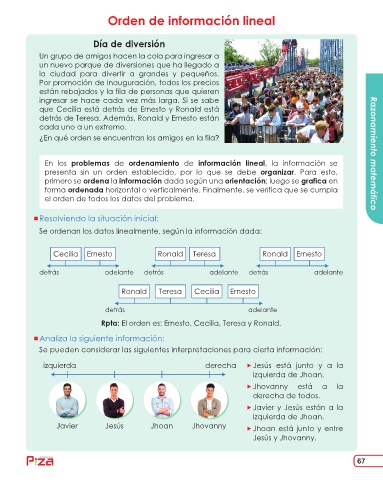 Orden de información lineal
Día de diversión
Un grupo de amigos hacen la cola para ingresar a
un nuevo parque de diversiones que ha llegado a
la ciudad para divertir a grandes y pequeños.
Por promoción de inauguración, todos los precios
están rebajados y la fila de personas que quieren
ingresar se hace cada vez más larga. Si se sabe
que Cecilia está detrás de Ernesto y Ronald está
detrás de Teresa. Además, Ronald y Ernesto están
cada uno a un extremo.
¿En qué orden se encuentran los amigos en la fila?
Razonamiento matemático
En los problemas de ordenamiento de información lineal, la información se
presenta sin un orden establecido, por lo que se debe organizar. Para esto,
primero se ordena la información dada según una orientación; luego se grafica en
forma ordenada horizontal o verticalmente. Finalmente, se verifica que se cumpla
el orden de todos los datos del problema.
Resolviendo la situación inicial:
Se ordenan los datos linealmente, según la información dada:
Cecilia Ernesto Ronald Teresa Ronald Ernesto
detrás adelante detrás adelante detrás adelante
Ronald Teresa Cecilia Ernesto
detrás adelante
Rpta: El orden es: Ernesto, Cecilia, Teresa y Ronald.
Analiza la siguiente información:
Se pueden considerar las siguientes interpretaciones para cierta información:
izquierda derecha
Javier Jesús Jhoan Jhovanny
Jesús está junto y a la
izquierda de Jhoan.
Jhovanny está a la
derecha de todos.
Javier y Jesús están a la
izquierda de Jhoan.
Jhoan está junto y entre
Jesús y Jhovanny.
67